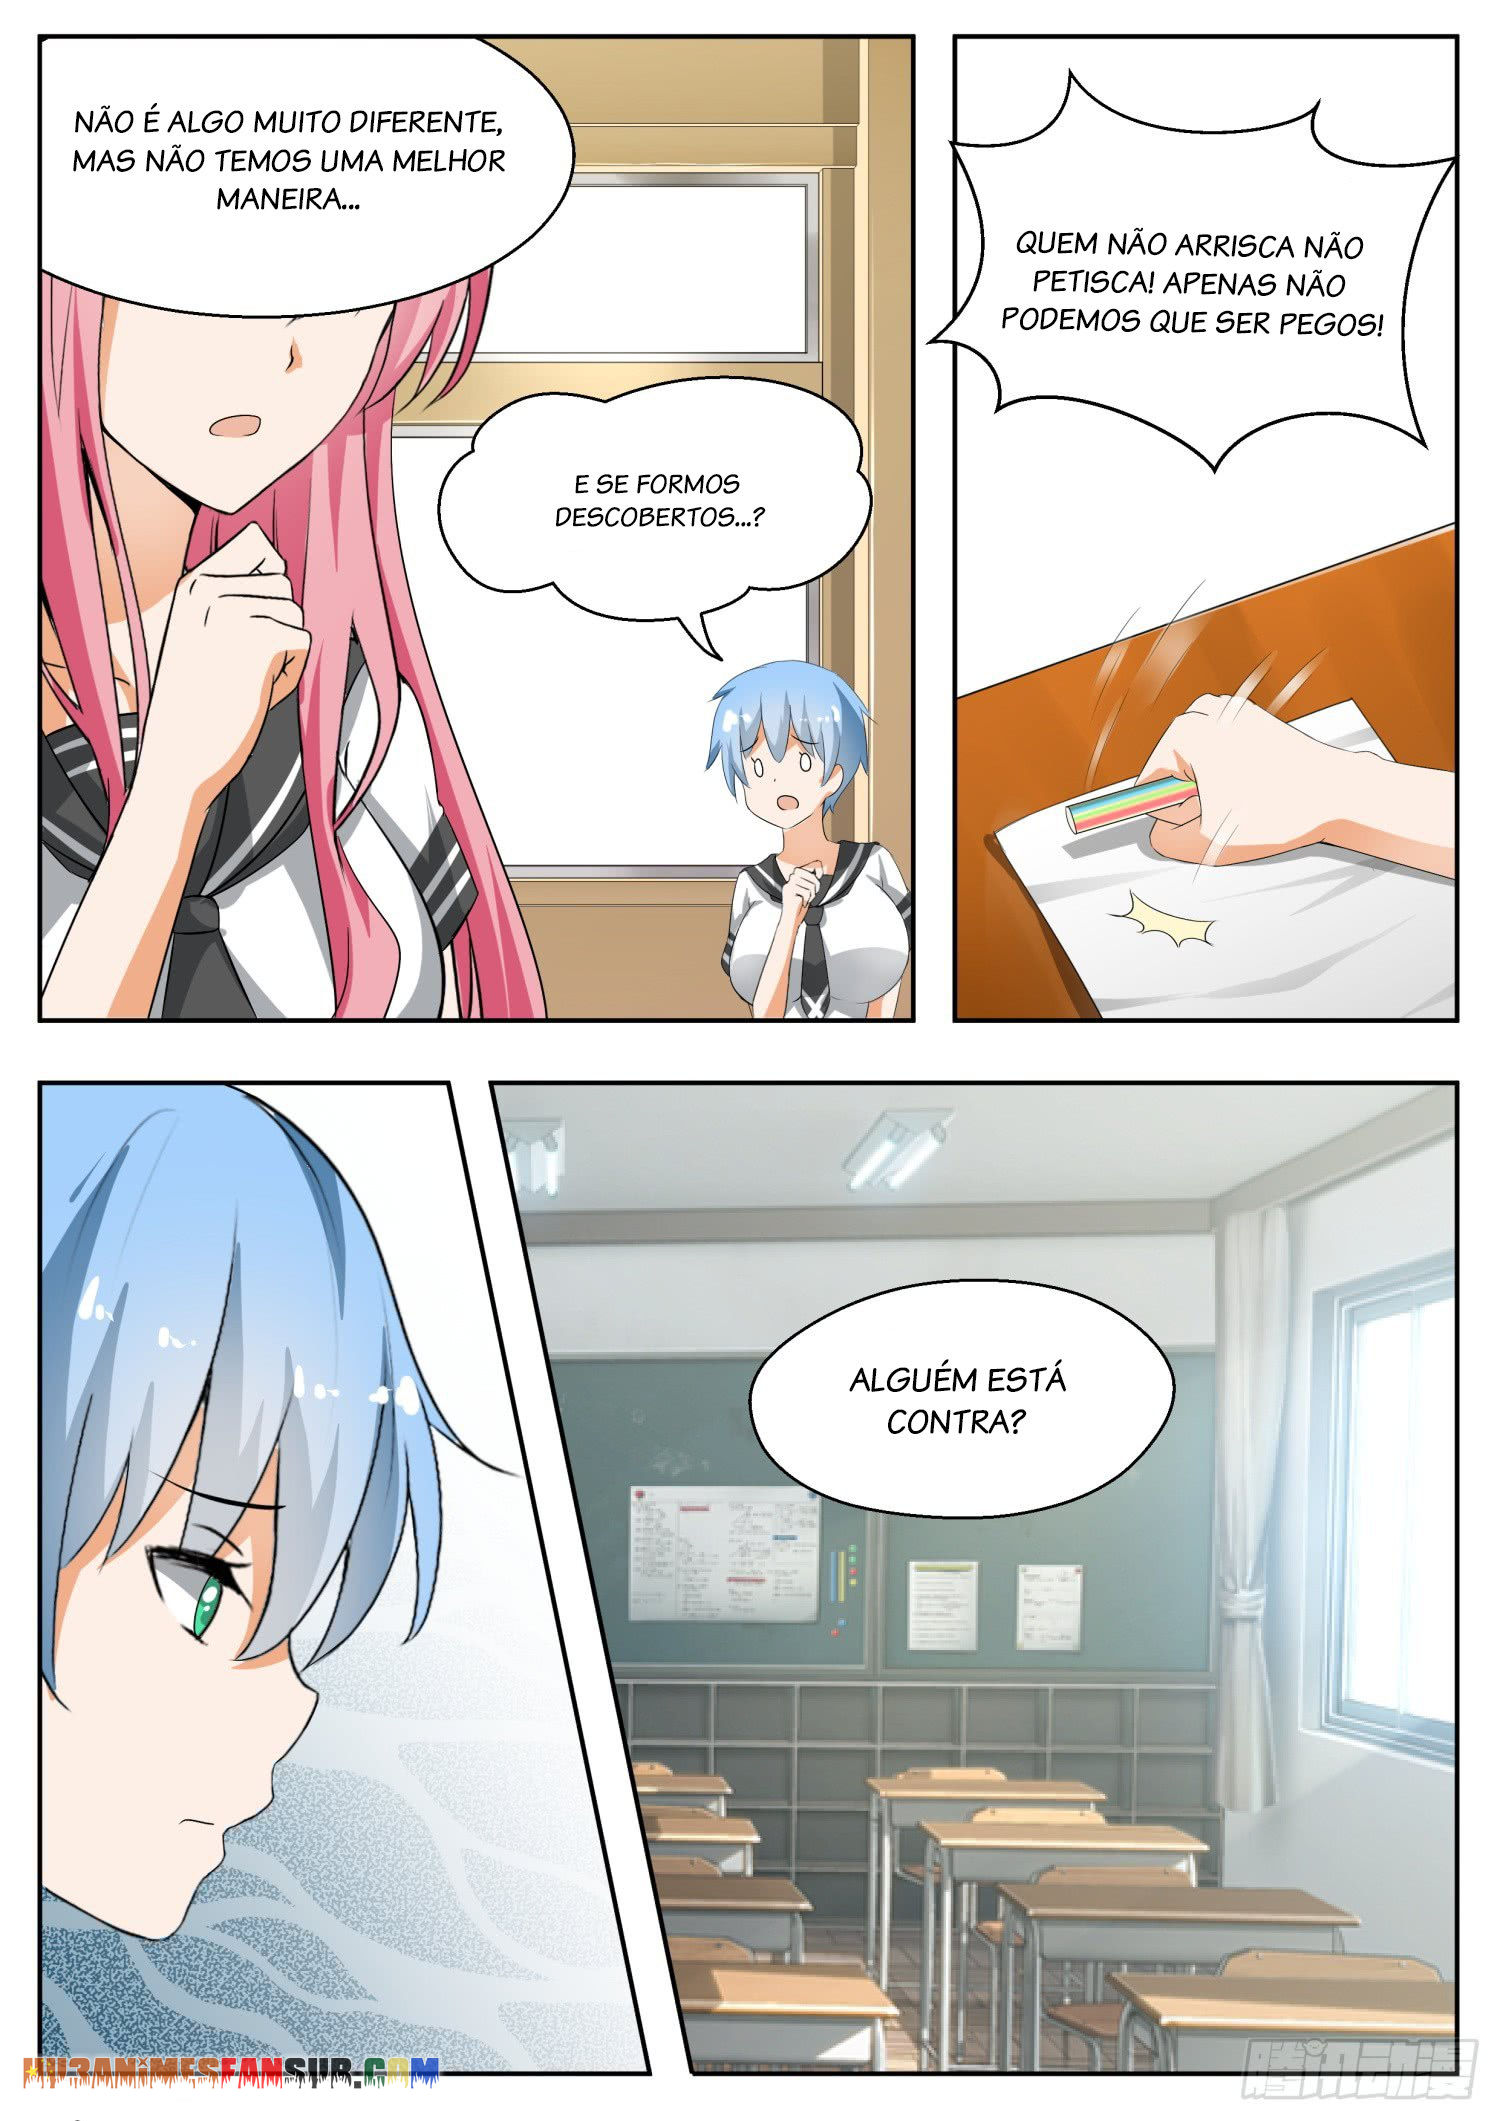 NÃO É ALGO MUITO DIFERENTE,
MAS NÃO TEMOS UMA MELHOR
MANEIRA...
E SE FORMOS
DESCOBERTOS...?
QUEM NÃO ARRISCA NÃO
PETISCA! APENAS NÃO
PODEMOS QUE SER PEGOS!
ALGUÉM ESTÁ
CONTRA?
HU3ANIMESFANSUB.COM
腾讯动漫